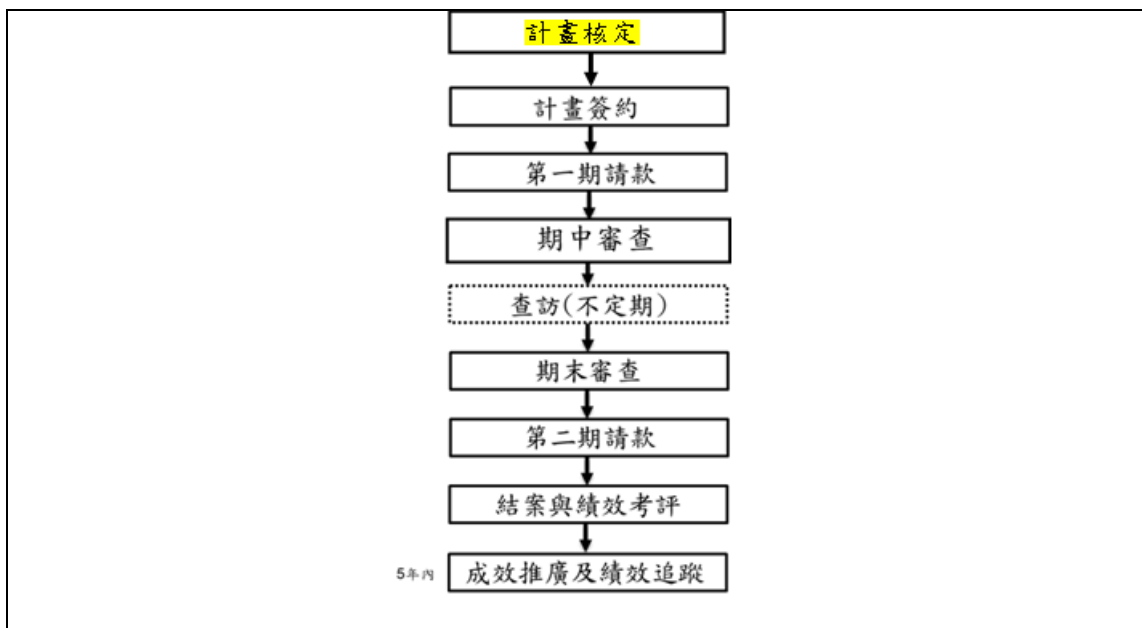 計畫核定
計畫簽約
第一期請款
期中審查
查訪(不定期)
期末審查
第二期請款
結案與績效考評
5年內 成效推廣及績效追蹤